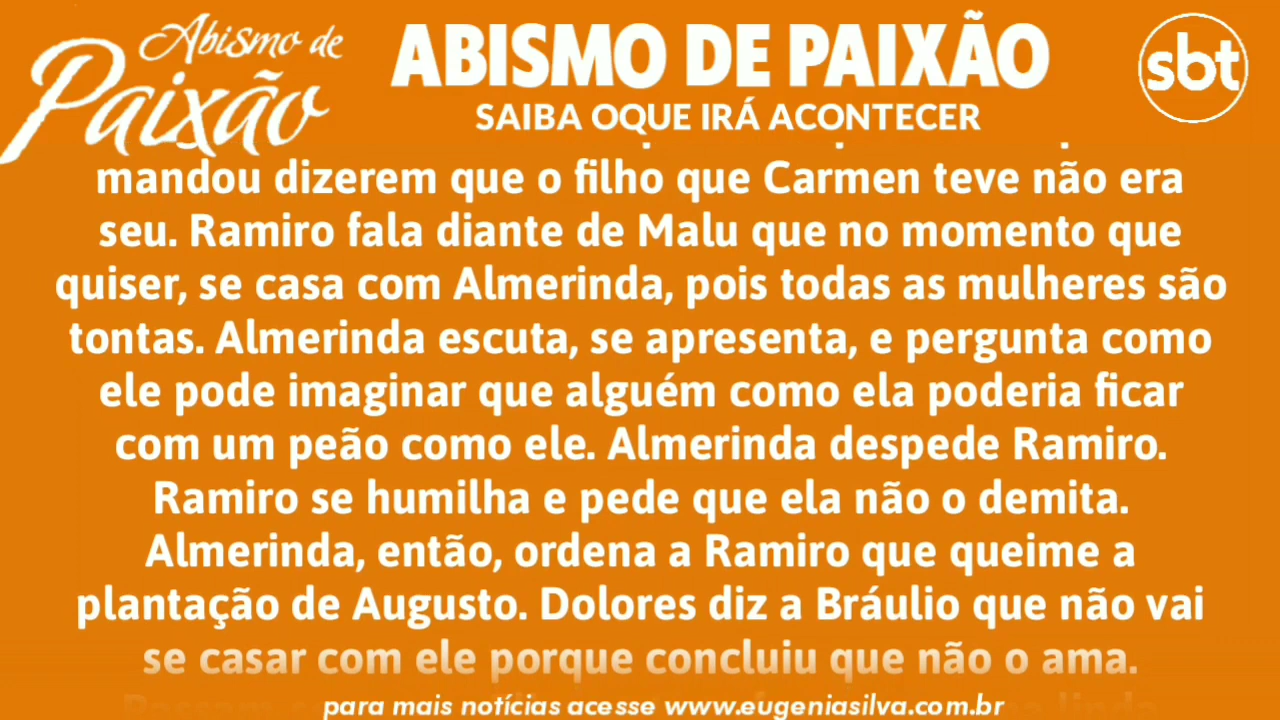 Abismo de
Paixão
ABISMO DE PAIXÃO
SAIBA OQUE IRÁ ACONTECER
sbt
mandou dizerem que o filho que Carmen teve não era
seu. Ramiro fala diante de Malu que no momento que
quiser, se casa com Almerinda, pois todas as mulheres são
tontas. Almerinda escuta, se apresenta, e pergunta como
ele pode imaginar que alguém como ela poderia ficar
com um peão como ele. Almerinda despede Ramiro.
Ramiro se humilha e pede que ela não o demita.
Almerinda, então, ordena a Ramiro que queime a
plantação de Augusto. Dolores diz a Bráulio que não vai
se casar com ele porque concluiu que não o ama.
para mais notícias acesse www.eugeniasilva.com.br